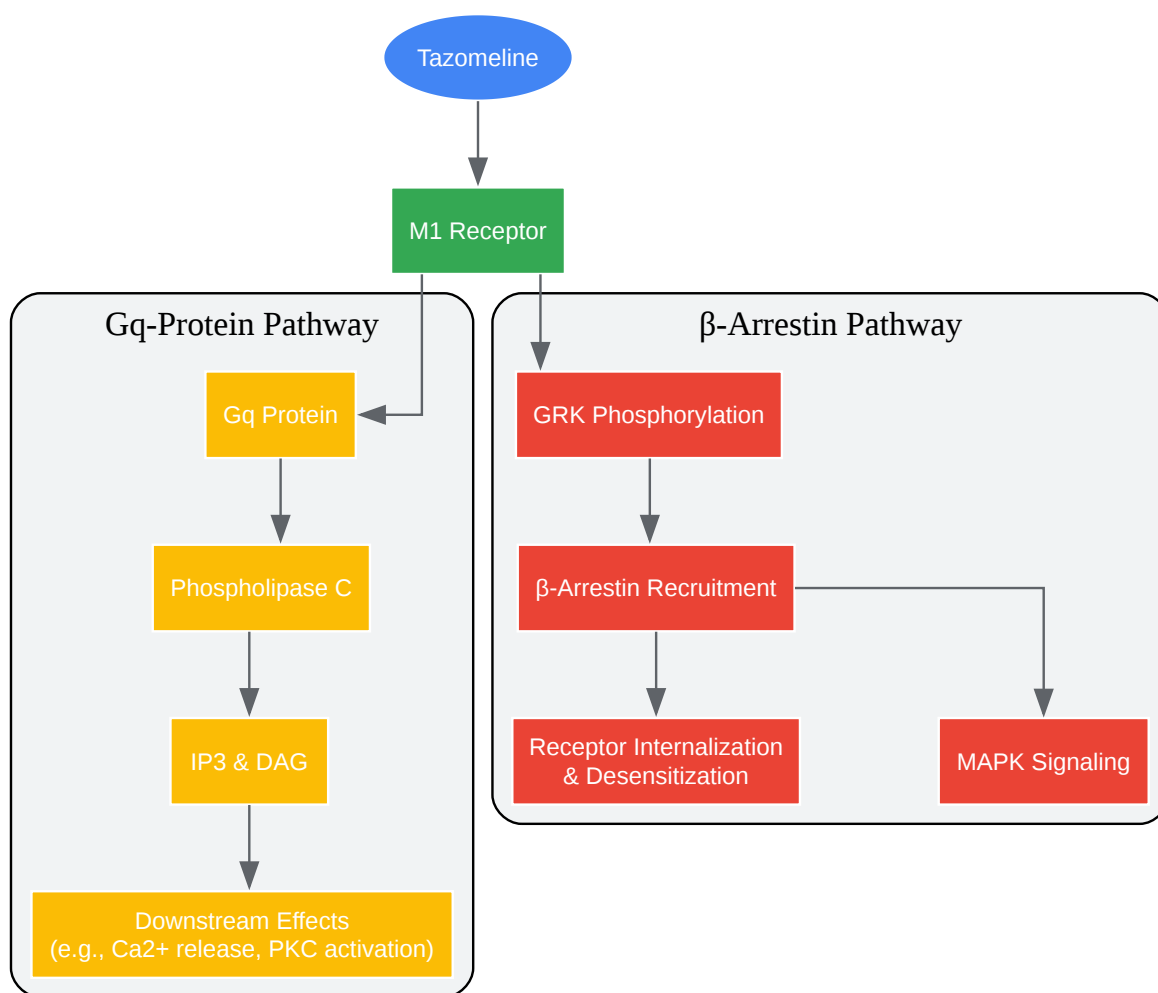 Tazomeline
M1 Receptor
Gq-Protein Pathway
Gq Protein
Phospholipase C
IP3 & DAG
Downstream Effects
(e.g., Ca2+ release, PKC activation)
β-Arrestin Pathway
GRK Phosphorylation
β-Arrestin Recruitment
Receptor Internalization
& Desensitization
MAPK Signaling